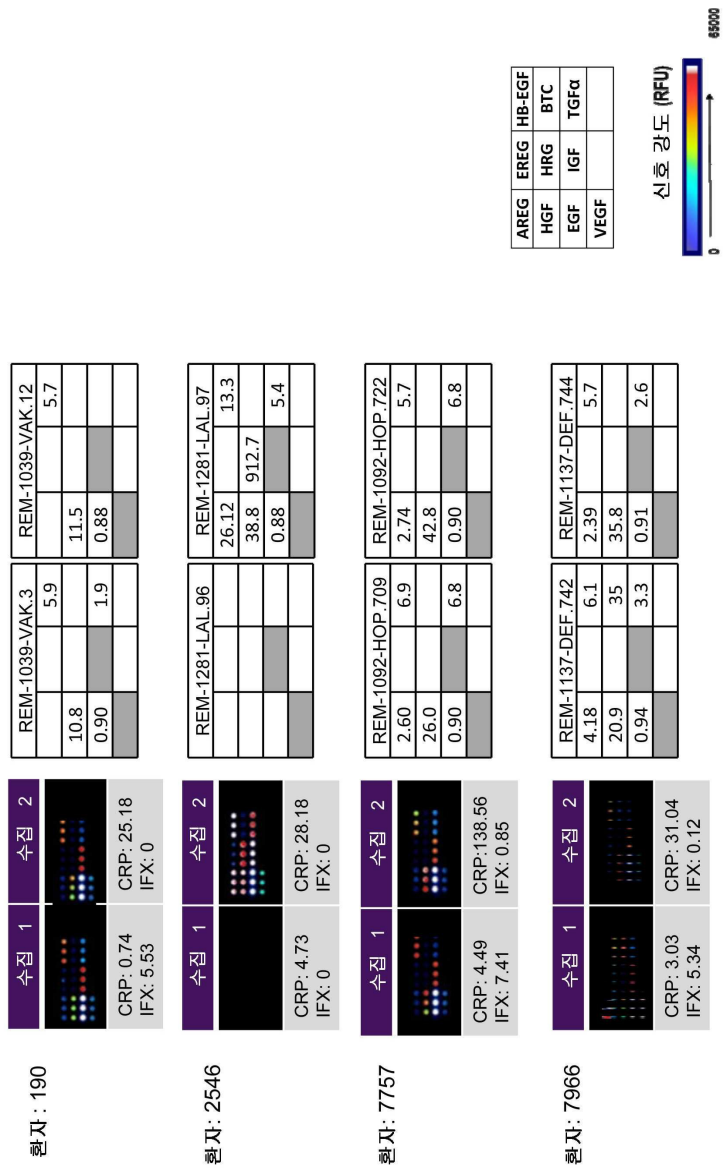 환자 : 190
수집 1
수집 2
CRP: 0.74
IFX: 5.53
CRP: 25.18
IFX: 0
REM-1039-VAK.3
5.9
10.8
0.90 1.9
REM-1039-VAK.12
5.7
11.5
0.88
환자: 2546
수집 1
수집 2
CRP: 4.73
IFX: 0
CRP: 28.18
IFX: 0
REM-1281-LAL.96
REM-1281-LAL.97
26.12 13.3
38.8 912.7
0.88 5.4
환자: 7757
수집 1
수집 2
CRP: 4.49
IFX: 7.41
CRP:138.56
IFX: 0.85
REM-1092-HOP.709
2.60 6.9
26.0
0.90 6.8
REM-1092-HOP.722
2.74 5.7
42.8
0.90 6.8
환자: 7966
수집 1
수집 2
CRP: 3.03
IFX: 5.34
CRP: 31.04
IFX: 0.12
REM-1137-DEF.742
4.18 6.1
20.9 35
0.94 3.3
REM-1137-DEF.744
2.39 5.7
35.8
0.91 2.6
AREG EREG HB-EGF
HGF HRG BTC
EGF IGF TGFα
VEGF
신호 강도 (RFU)
0 65000